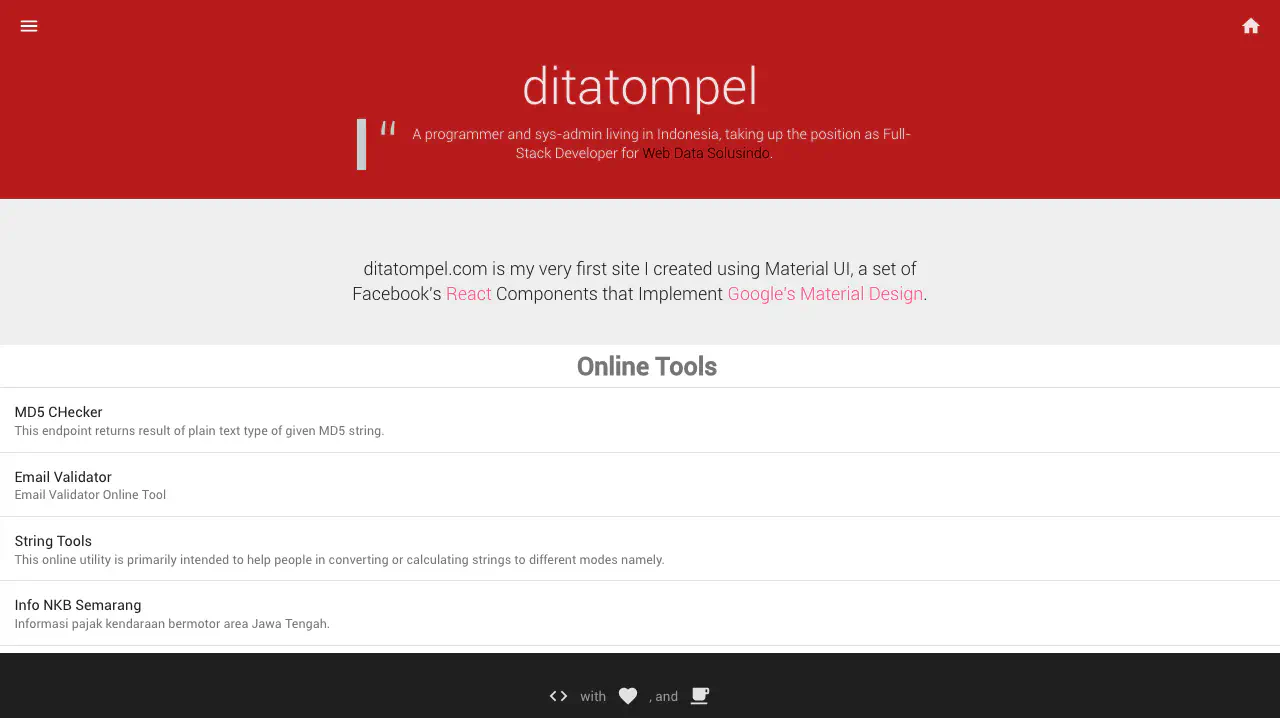 ditatompel
“ A programmer and sys-admin living in Indonesia, taking up the position as Full-
Stack Developer for Web Data Solusindo.
ditatompel.com is my very first site I created using Material UI, a set of
Facebook's React Components that Implement Google's Material Design.
Online Tools
MD5 CHecker
This endpoint returns result of plain text type of given MD5 string.
Email Validator
Email Validator Online Tool
String Tools
This online utility is primarily intended to help people in converting or calculating strings to different modes namely.
Info NKB Semarang
Informasi pajak kendaraan bermotor area Jawa Tengah.
with , and